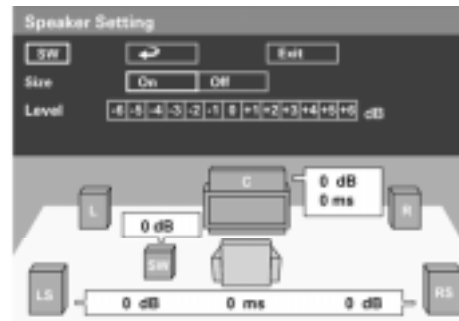 Speaker Setting
SW Exit
Size On Off
Level -6 -5 -4 -3 -2 -1 0 +1 +2 +3 +4 +5 +6 dB
C 0 dB
0 ms
L R
0 dB
SW
LS RS
0 dB 0 ms 0 dB